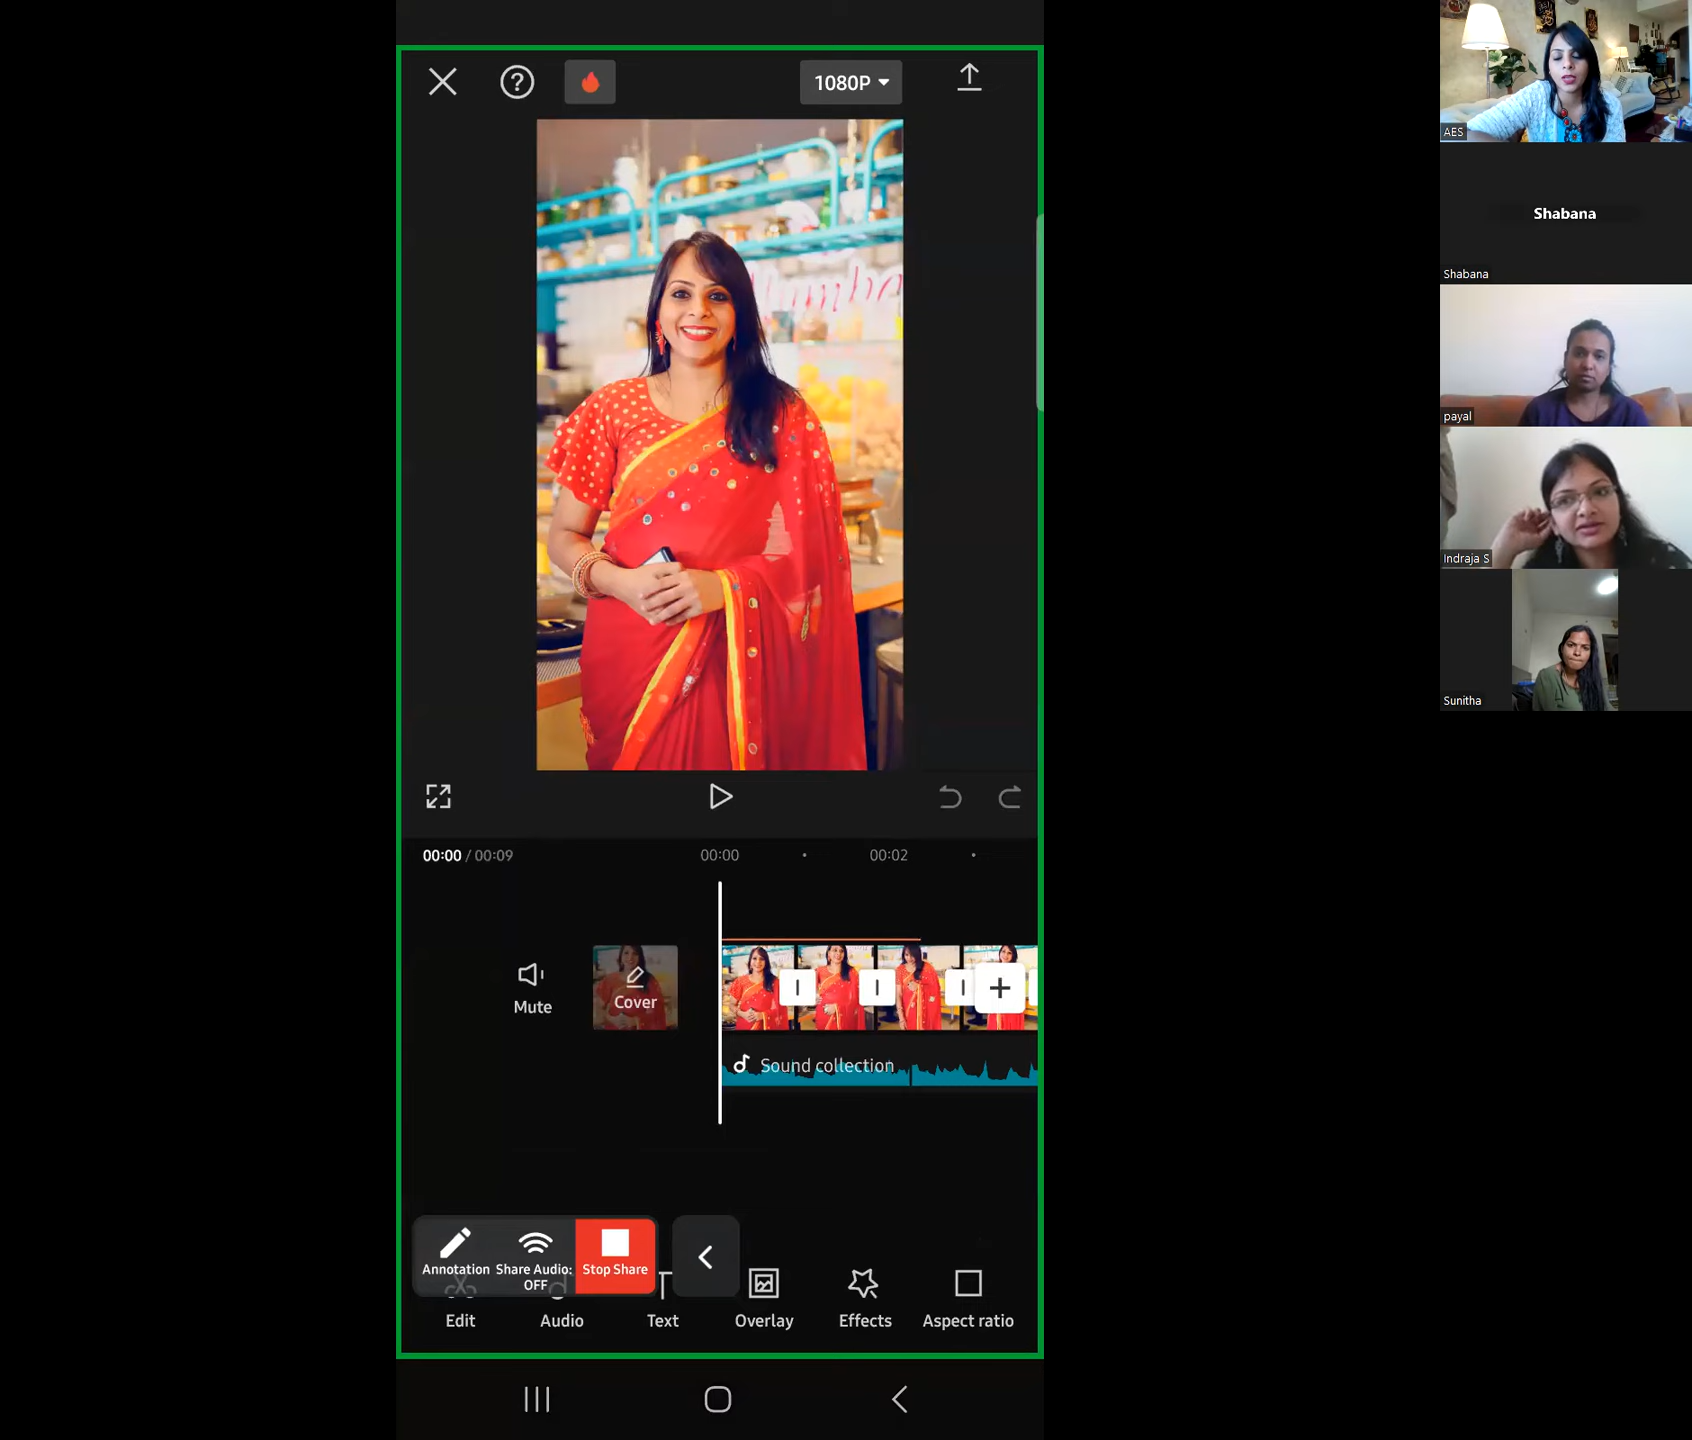 1080P
AES
Shabana
Shabana
payal
Indraja S
Sunitha
00:00 / 00:09
00:00
00:02
Mute
Cover
Sound collection
Annotation
Share Audio:
OFF
Stop Share
Edit
Audio
Text
Overlay
Effects
Aspect ratio